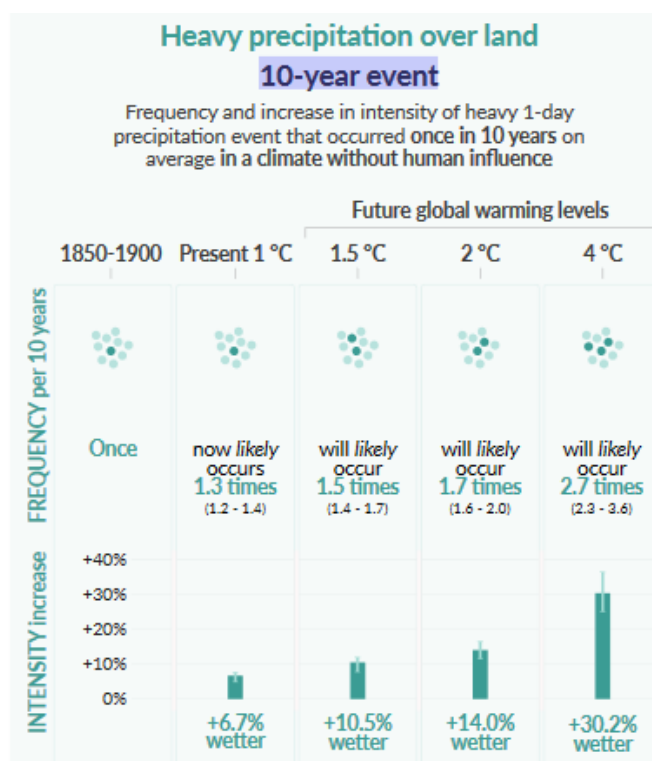 Heavy precipitation over land
10-year event
Frequency and increase in intensity of heavy 1-day
precipitation event that occurred once in 10 years on
average in a climate without human influence
Future global warming levels
1850-1900 Present 1 °C 1.5 °C 2 °C 4 °C
FREQUENCY per 10 years
Once
now likely
occurs
1.3 times
(1.2 - 1.4)
will likely
occur
1.5 times
(1.4 - 1.7)
will likely
occur
1.7 times
(1.6 - 2.0)
will likely
occur
2.7 times
(2.3 - 3.6)
INTENSITY increase
+40%
+30%
+20%
+10%
0%
+6.7%
wetter
+10.5%
wetter
+14.0%
wetter
+30.2%
wetter